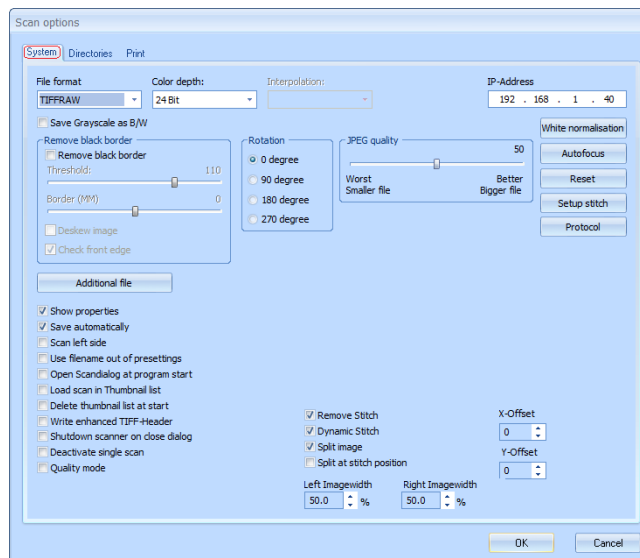 Scan options
System Directories Print
File format Color depth: Interpolation: IP-Address
TIFFRAW 24 Bit 192 . 168 . 1 . 40
Save Grayscale as B/W
White normalisation
Remove black border Rotation JPEG quality
Remove black border 0 degree 50
Autofocus
Threshold: 110 90 degree Worst Better
Smaller file Bigger file
Reset
Border (MM) 0 180 degree
Setup stitch
270 degree
Protocol
Deskew image
Check front edge
Additional file
Show properties
Save automatically
Scan left side
Use filename out of presettings
Open Scandialog at program start
Load scan in Thumbnail list
Delete thumbnail list at start
Write enhanced TIFF-Header
Shutdown scanner on close dialog
Deactivate single scan
Quality mode
Remove Stitch
Dynamic Stitch
Split image
Split at stitch position
Left Imagewidth Right Imagewidth
50.0 % 50.0 %
X-Offset
0
Y-Offset
0
OK Cancel